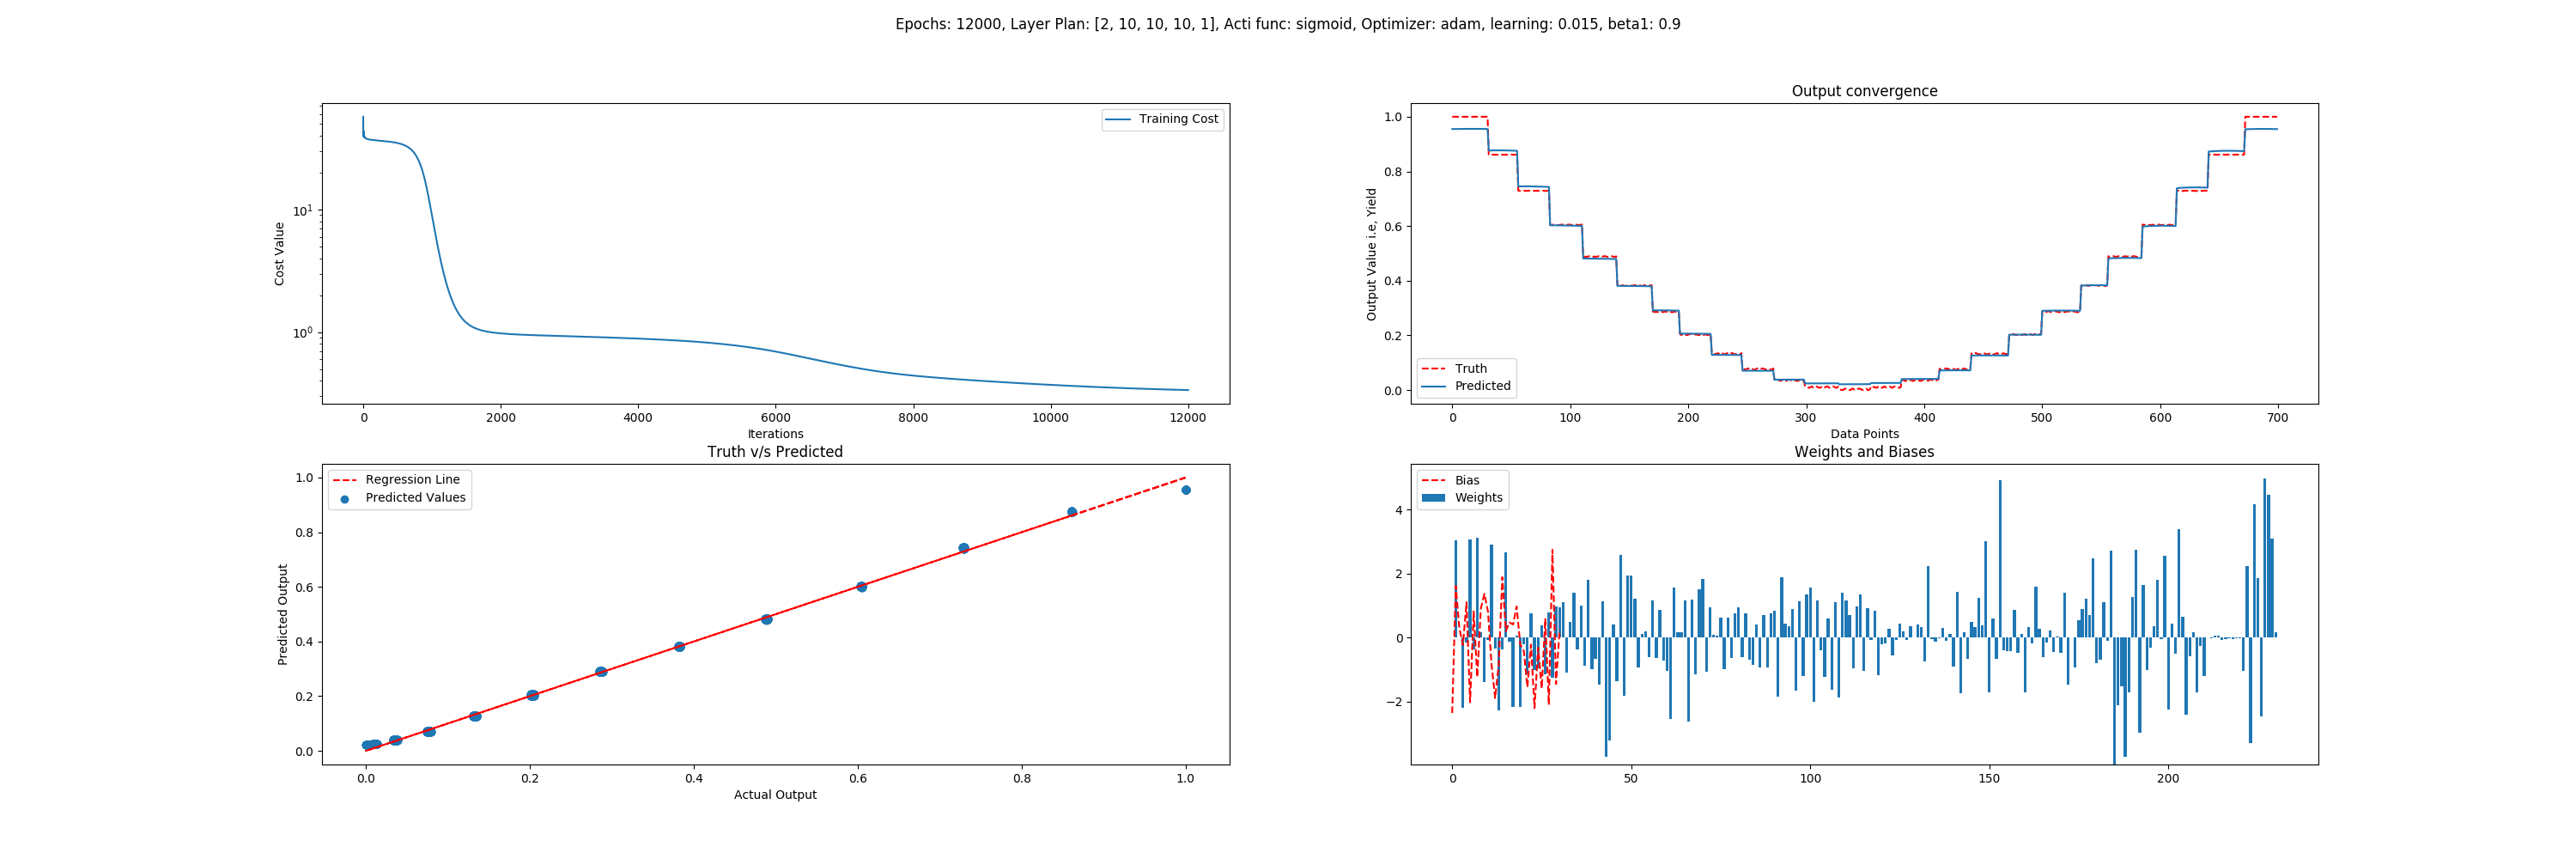 Epochs: 12000, Layer Plan: [2, 10, 10, 10, 1], Acti func: sigmoid, Optimizer: adam, learning: 0.015, beta1: 0.9
Training Cost
Cost Value
10¹
10⁰
0 2000 4000 6000 8000 10000 12000
Iterations
Output convergence
Output Value i.e, Yield
1.0
0.8
0.6
0.4
0.2
0.0
Truth
Predicted
0 100 200 300 400 500 600 700
Data Points
Truth v/s Predicted
Regression Line
Predicted Values
Predicted Output
1.0
0.8
0.6
0.4
0.2
0.0
0.0 0.2 0.4 0.6 0.8 1.0
Actual Output
Weights and Biases
Bias
Weights
4
2
0
−2
0 50 100 150 200